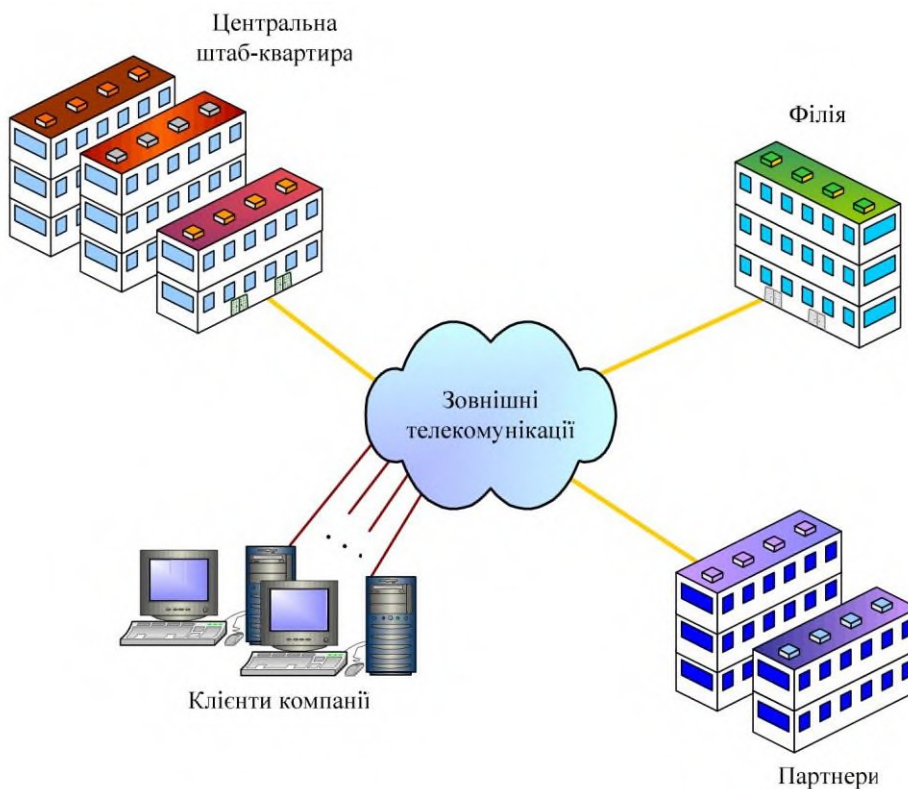 Центральна
штаб-квартира
Філія
Зовнішні
телекомунікації
Клієнти компанії
Партнери